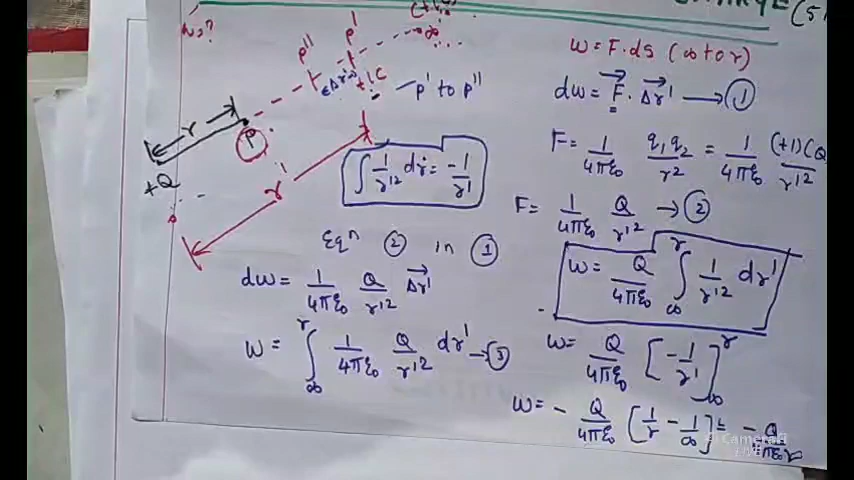 w = F.ds (∞ to r)
dw = F→ . Δr'→ → ①
P' to P''
F = 1/4πε₀ q₁q₂/r² = 1/4πε₀ (+1)(Q/r'²
F = 1/4πε₀ Q/r'² → ②
∫ 1/r'² dr = -1/r'
P''
P'
+1C
∞
r
P
+Q
r
Eqⁿ ② in ①
dw = 1/4πε₀ Q/r'² Δr'→
w = ∫∞^r 1/4πε₀ Q/r'² dr' → ③
w = Q/4πε₀ ∫∞^r 1/r'² dr'
w = Q/4πε₀ [-1/r']∞^r
w = - Q/4πε₀ [1/r - 1/∞] = - Q/4πε₀r